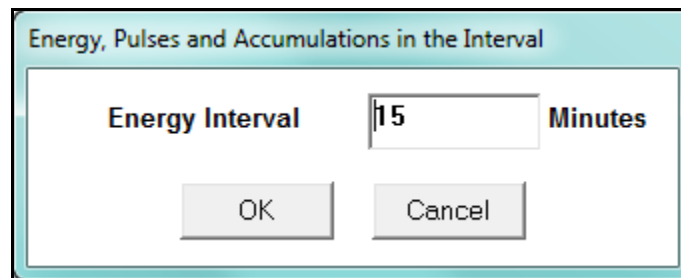 Energy, Pulses and Accumulations in the Interval
Energy Interval 15 Minutes
OK Cancel